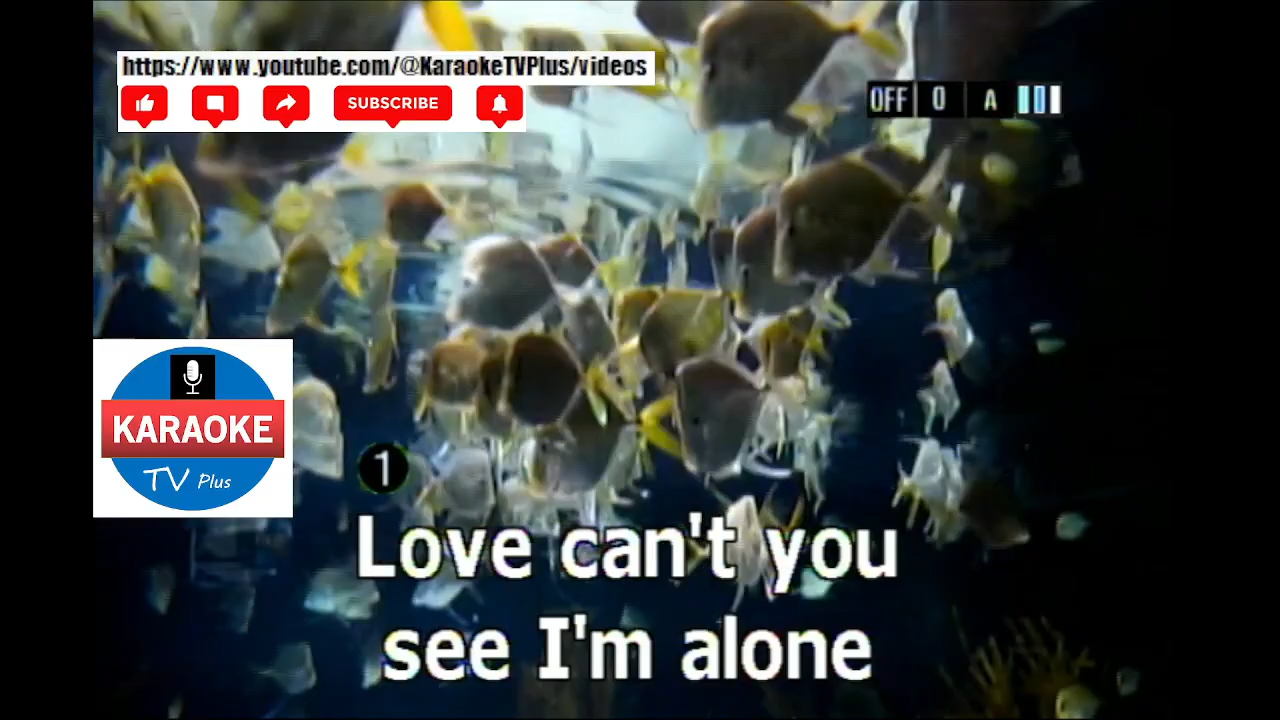 https://www.youtube.com/@KaraokeTVPlus/videos
SUBSCRIBE
OFF 0 A
KARAOKE
TV Plus
1
Love can't you
see I'm alone